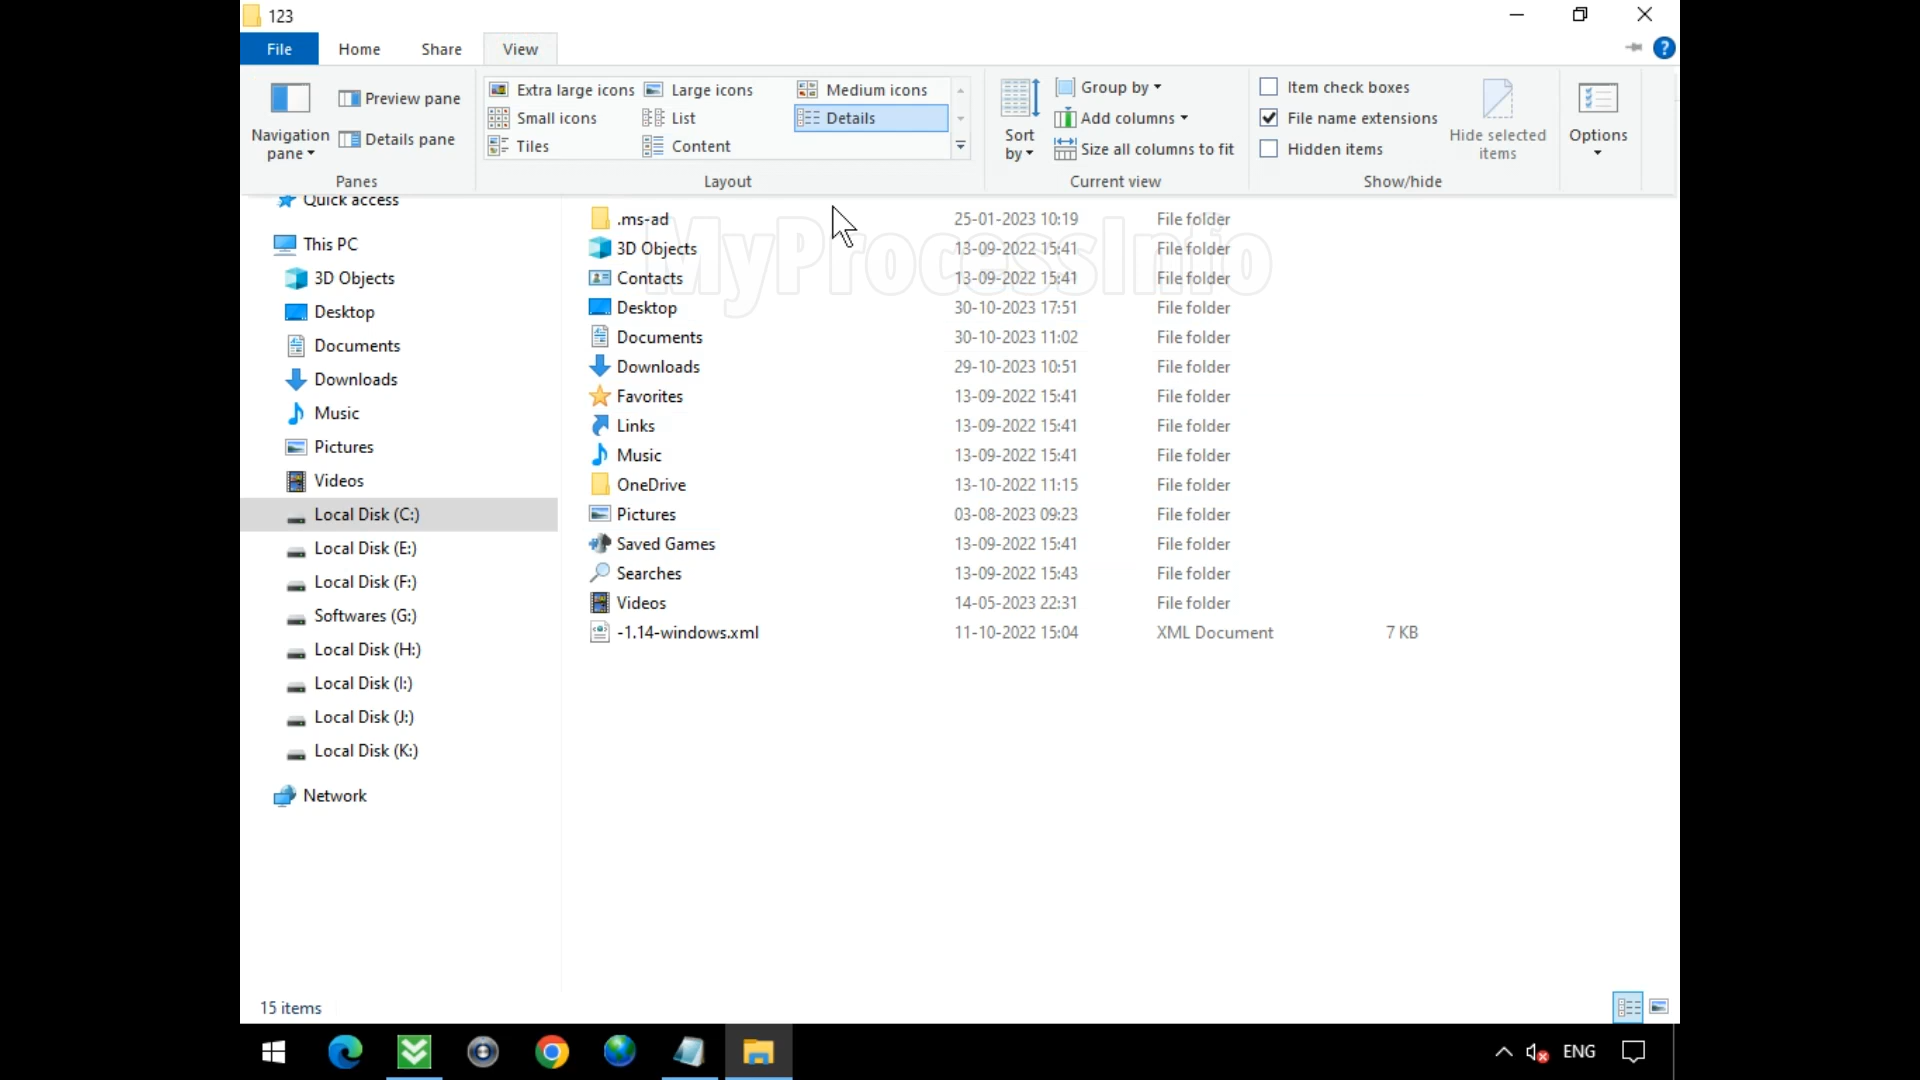 123
File Home Share View
Navigation pane
Preview pane
Details pane
Panes
Extra large icons Large icons Medium icons
Small icons List Details
Tiles Content
Layout
Sort by
Group by
Add columns
Size all columns to fit
Current view
Item check boxes
File name extensions
Hidden items
Hide selected items
Show/hide
Options
Quick access
This PC
3D Objects
Desktop
Documents
Downloads
Music
Pictures
Videos
Local Disk (C:)
Local Disk (E:)
Local Disk (F:)
Softwares (G:)
Local Disk (H:)
Local Disk (I:)
Local Disk (J:)
Local Disk (K:)
Network
.ms-ad 25-01-2023 10:19 File folder
3D Objects 13-09-2022 15:41 File folder
MyProcessInfo
Contacts 13-09-2022 15:41 File folder
Desktop 30-10-2023 17:51 File folder
Documents 30-10-2023 11:02 File folder
Downloads 29-10-2023 10:51 File folder
Favorites 13-09-2022 15:41 File folder
Links 13-09-2022 15:41 File folder
Music 13-09-2022 15:41 File folder
OneDrive 13-10-2022 11:15 File folder
Pictures 03-08-2023 09:23 File folder
Saved Games 13-09-2022 15:41 File folder
Searches 13-09-2022 15:43 File folder
Videos 14-05-2023 22:31 File folder
-1.14-windows.xml 11-10-2022 15:04 XML Document 7 KB
15 items
ENG